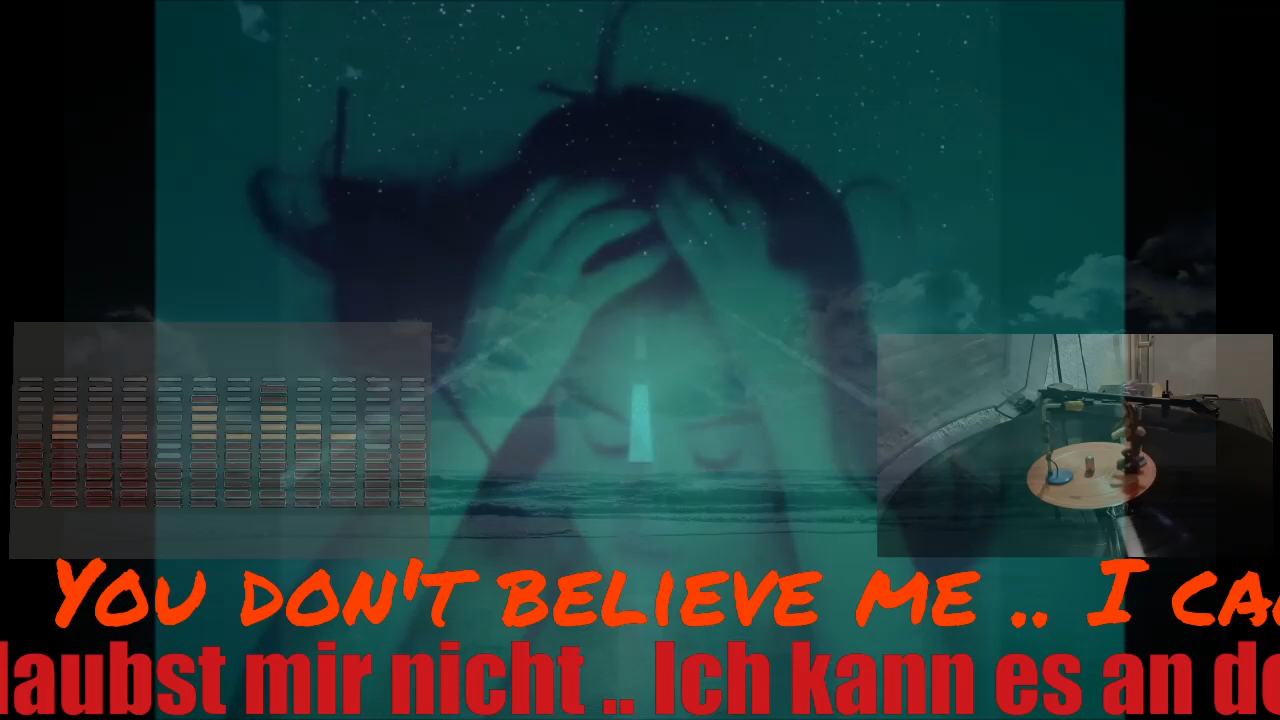 You don't believe me .. I ca
laubst mir nicht .. Ich kann es an de